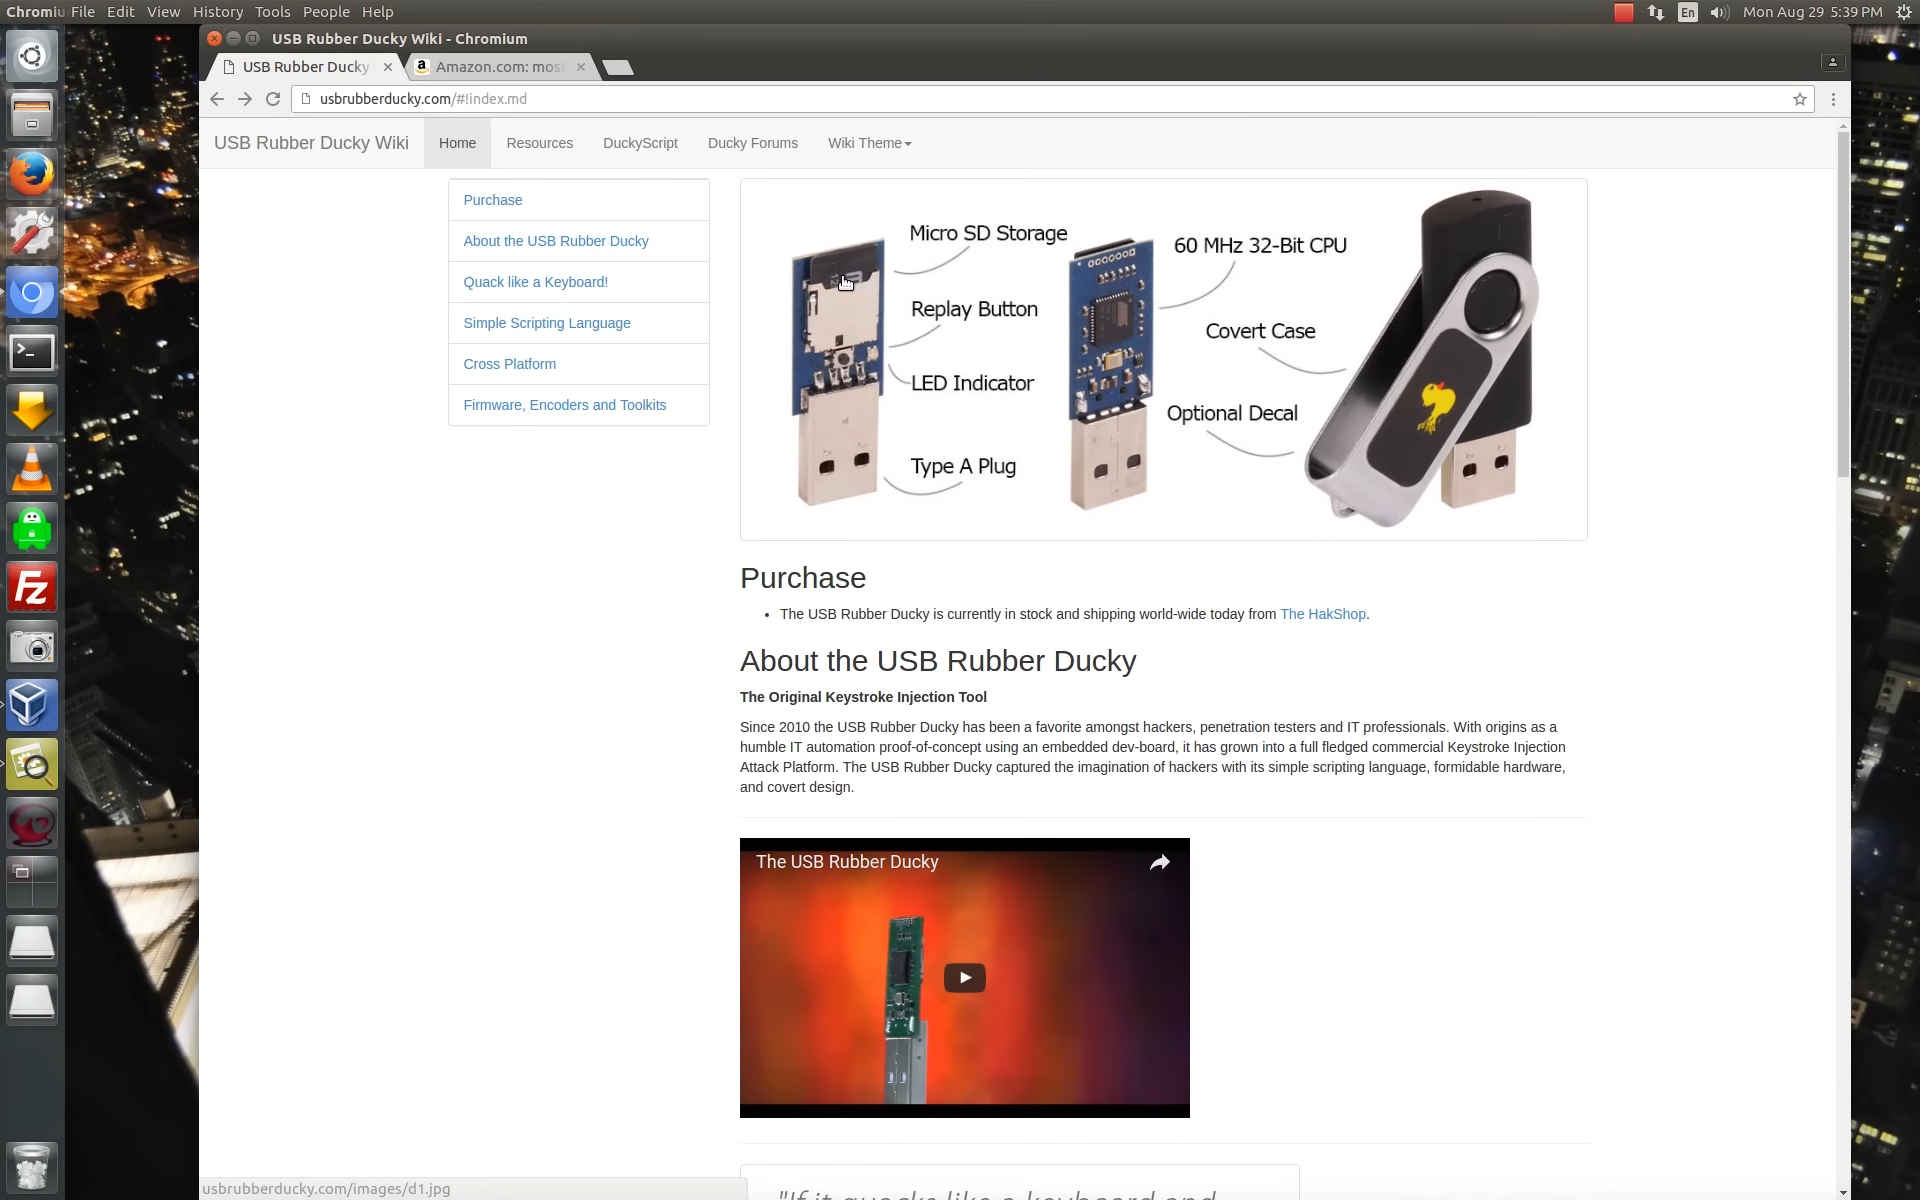 Chromiu File Edit View History Tools People Help
En Mon Aug 29 5:39 PM
USB Rubber Ducky Wiki - Chromium
USB Rubber Ducky
Amazon.com: mos
usbrubberducky.com/#!index.md
USB Rubber Ducky Wiki Home Resources DuckyScript Ducky Forums Wiki Theme
Purchase
About the USB Rubber Ducky
Quack like a Keyboard!
Simple Scripting Language
Cross Platform
Firmware, Encoders and Toolkits
Micro SD Storage
Replay Button
LED Indicator
Type A Plug
60 MHz 32-Bit CPU
Covert Case
Optional Decal
Purchase
• The USB Rubber Ducky is currently in stock and shipping world-wide today from The HakShop.
About the USB Rubber Ducky
The Original Keystroke Injection Tool
Since 2010 the USB Rubber Ducky has been a favorite amongst hackers, penetration testers and IT professionals. With origins as a
humble IT automation proof-of-concept using an embedded dev-board, it has grown into a full fledged commercial Keystroke Injection
Attack Platform. The USB Rubber Ducky captured the imagination of hackers with its simple scripting language, formidable hardware,
and covert design.
The USB Rubber Ducky
"If it quacks like a keyboard and
usbrubberducky.com/images/d1.jpg